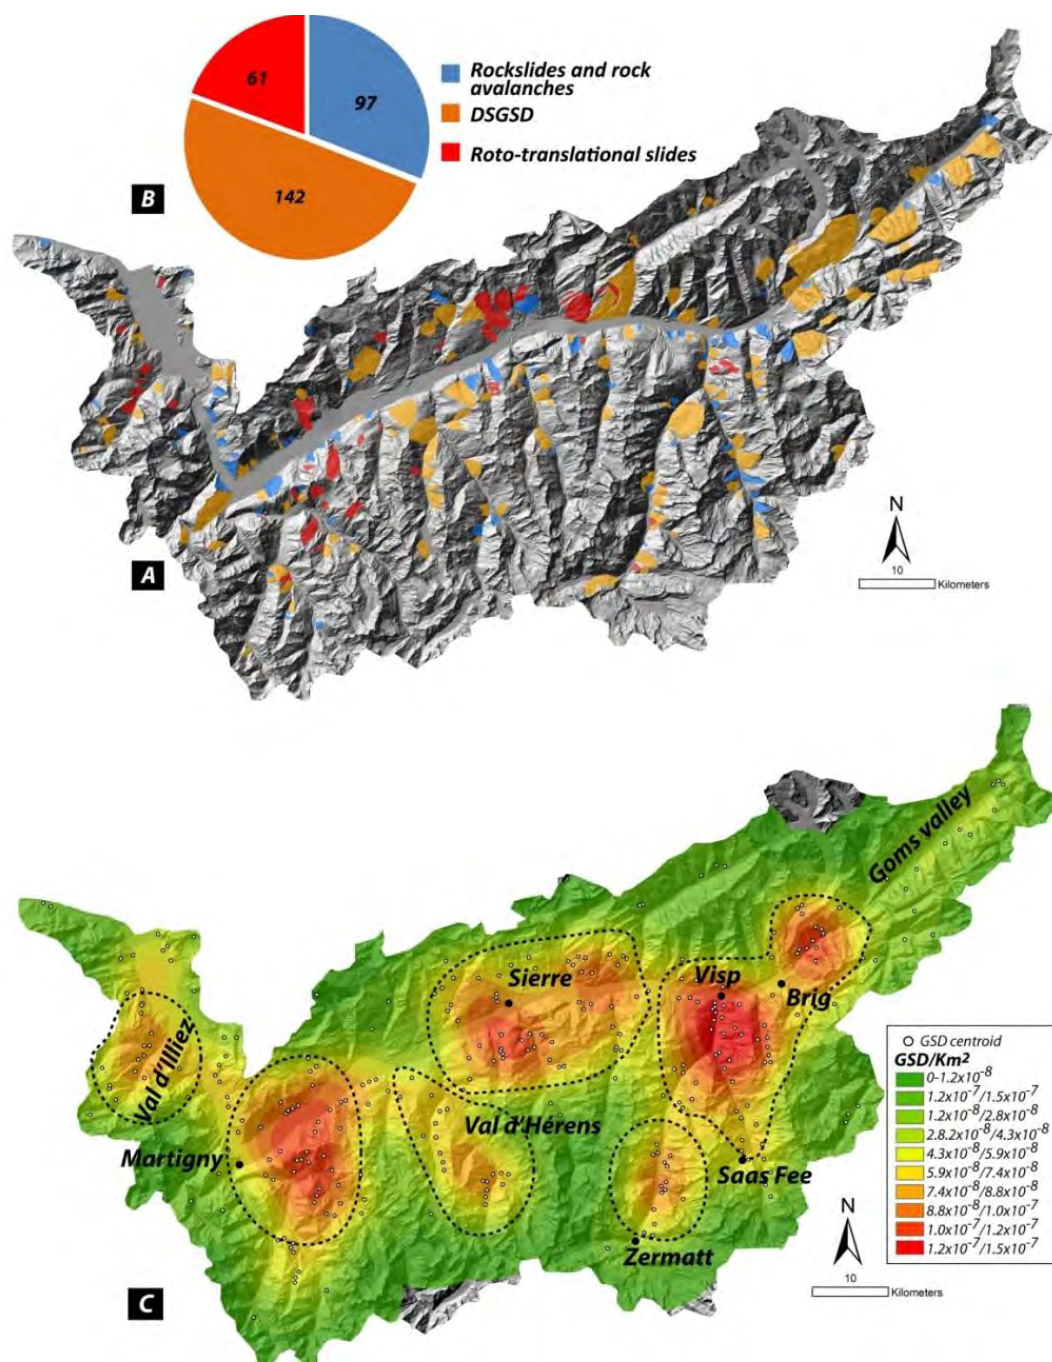 61
97
142
Rockslides and rock
avalanches
DSGSD
Roto-translational slides
B
A
N
10
Kilometers
Goms valley
Sierre
Visp
Brig
Val d'Illiez
Val d'Hérens
Martigny
Saas Fee
Zermatt
GSD centroid
GSD/Km²
0-1.2x10⁻⁸
1.2x10⁻⁷/1.5x10⁻⁷
1.2x10⁻⁸/2.8x10⁻⁸
2.8.2x10⁻⁸/4.3x10⁻⁸
4.3x10⁻⁸/5.9x10⁻⁸
5.9x10⁻⁸/7.4x10⁻⁸
7.4x10⁻⁸/8.8x10⁻⁸
8.8x10⁻⁸/1.0x10⁻⁷
1.0x10⁻⁷/1.2x10⁻⁷
1.2x10⁻⁷/1.5x10⁻⁷
N
10
Kilometers
C